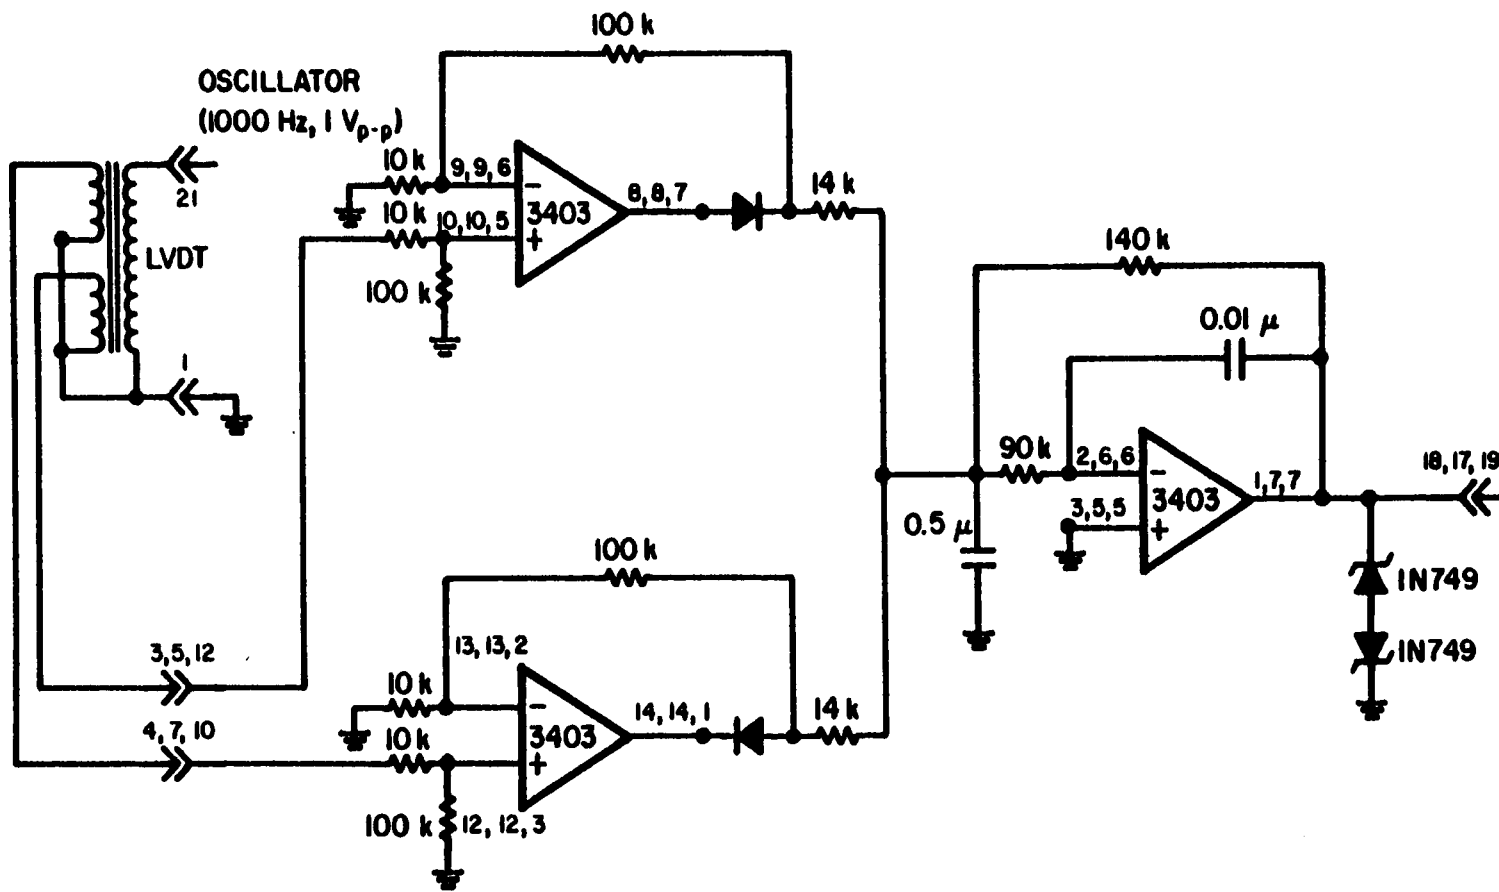 100 k
OSCILLATOR
(1000 Hz, 1 Vp-p)
10 k
9, 9, 6
21
8, 8, 7
14 k
3403
10 k
10, 10, 5
LVDT
140 k
100 k
0.01 μ
1
90 k
2, 6, 6
18, 17, 19
1, 7, 7
3403
3, 5, 5
0.5 μ
100 k
1N749
3, 5, 12
13, 13, 2
1N749
10 k
14, 14, 1
14 k
4, 7, 10
10 k
3403
100 k
12, 12, 3